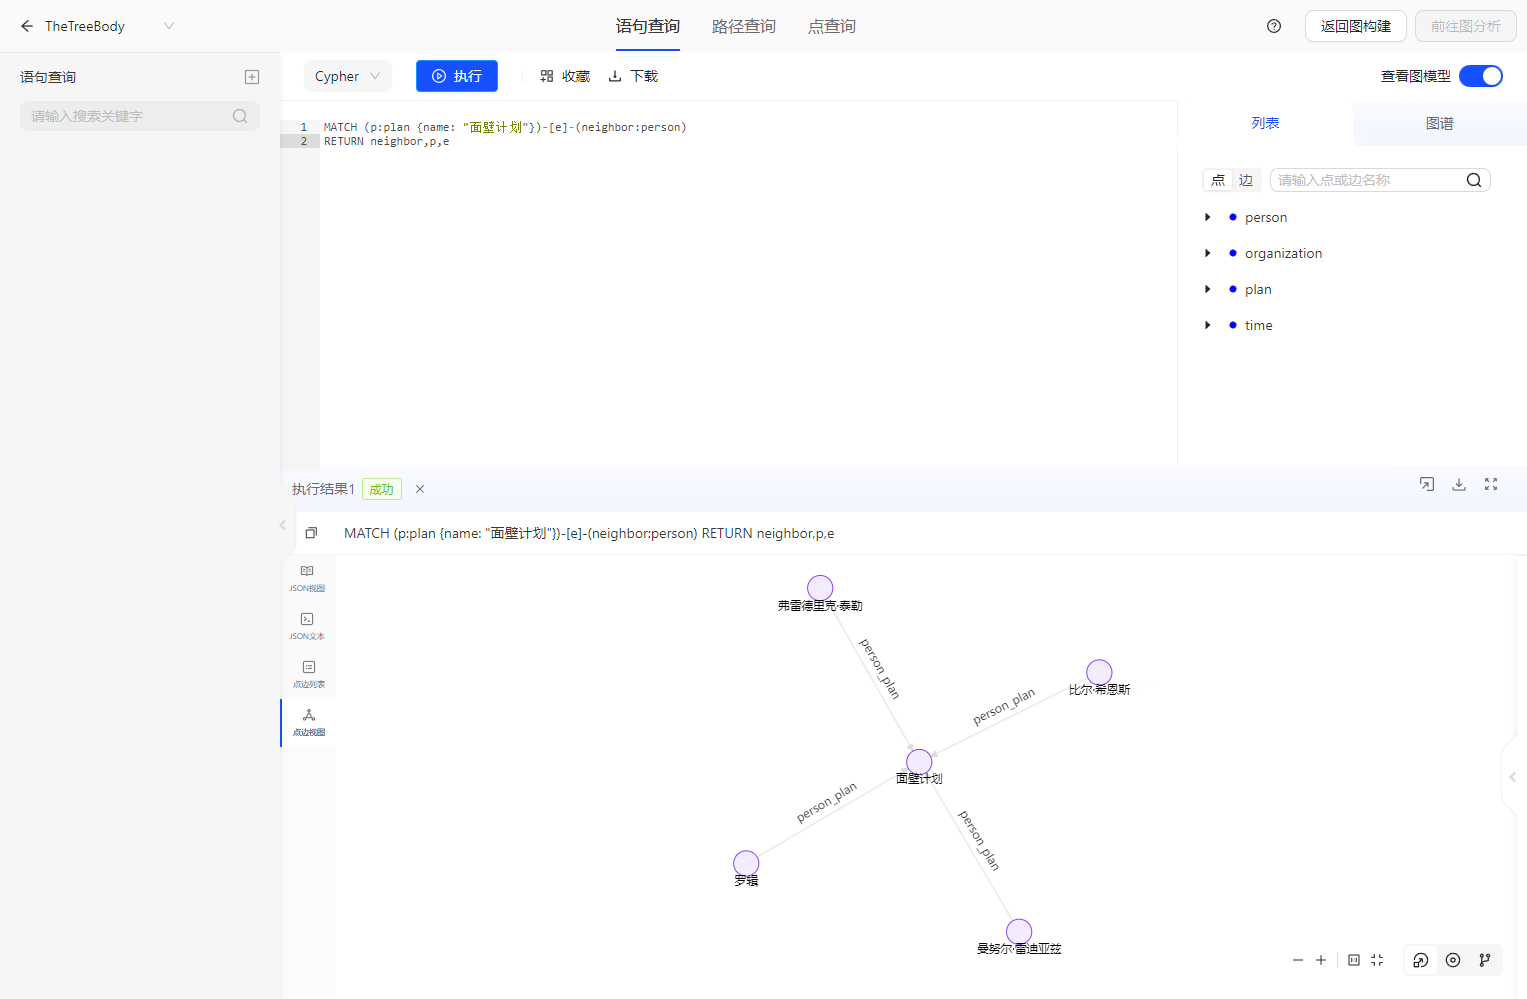 TheTreeBody
语句查询 路径查询 点查询
返回图构建 前往图分析
语句查询
请输入搜索关键字
Cypher 执行 收藏 下载 查看图模型
1 MATCH (p:plan {name: "面壁计划"})-[e]-(neighbor:person)
2 RETURN neighbor,p,e
列表 图谱
点 边 请输入点或边名称
person
organization
plan
time
执行结果1 成功
MATCH (p:plan {name: "面壁计划"})-[e]-(neighbor:person) RETURN neighbor,p,e
JSON视图
JSON文本
点边列表
点边视图
弗雷德里克·泰勒
person_plan
比尔·希恩斯
person_plan
面壁计划
person_plan
person_plan
罗辑
曼努尔·雷迪亚兹